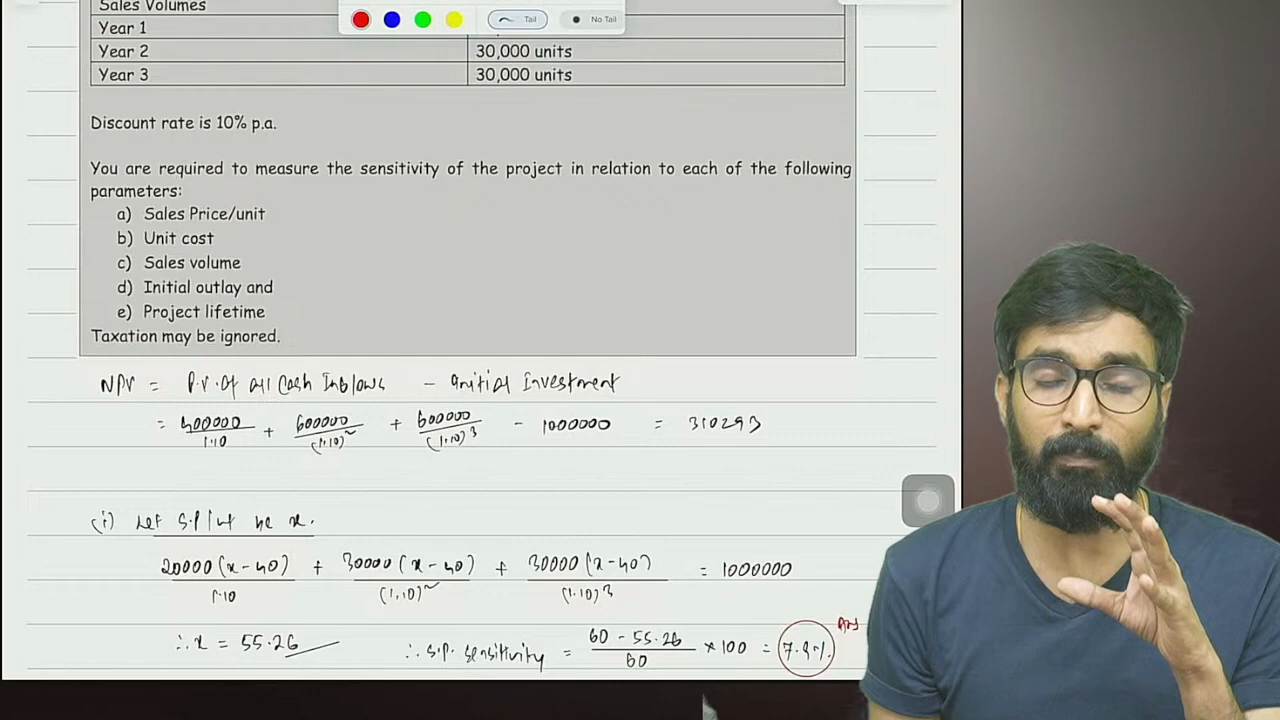 Sales Volumes
Tail
No Tail
Year 1
Year 2 30,000 units
Year 3 30,000 units
Discount rate is 10% p.a.
You are required to measure the sensitivity of the project in relation to each of the following
parameters:
a) Sales Price/unit
b) Unit cost
c) Sales volume
d) Initial outlay and
e) Project lifetime
Taxation may be ignored.
NPV = P.V. of all Cash Inflows - Initial Investment
= 400000/1.10 + 600000/(1.10)² + 600000/(1.10)³ - 1000000 = 310293
(i) Let S.P/ut be x.
20000(x-40)/1.10 + 30000(x-40)/(1.10)² + 30000(x-40)/(1.10)³ = 1000000
∴ x = 55.26 ∴ S.P. Sensitivity = 60 - 55.26/60 × 100 = 7.9% Ans